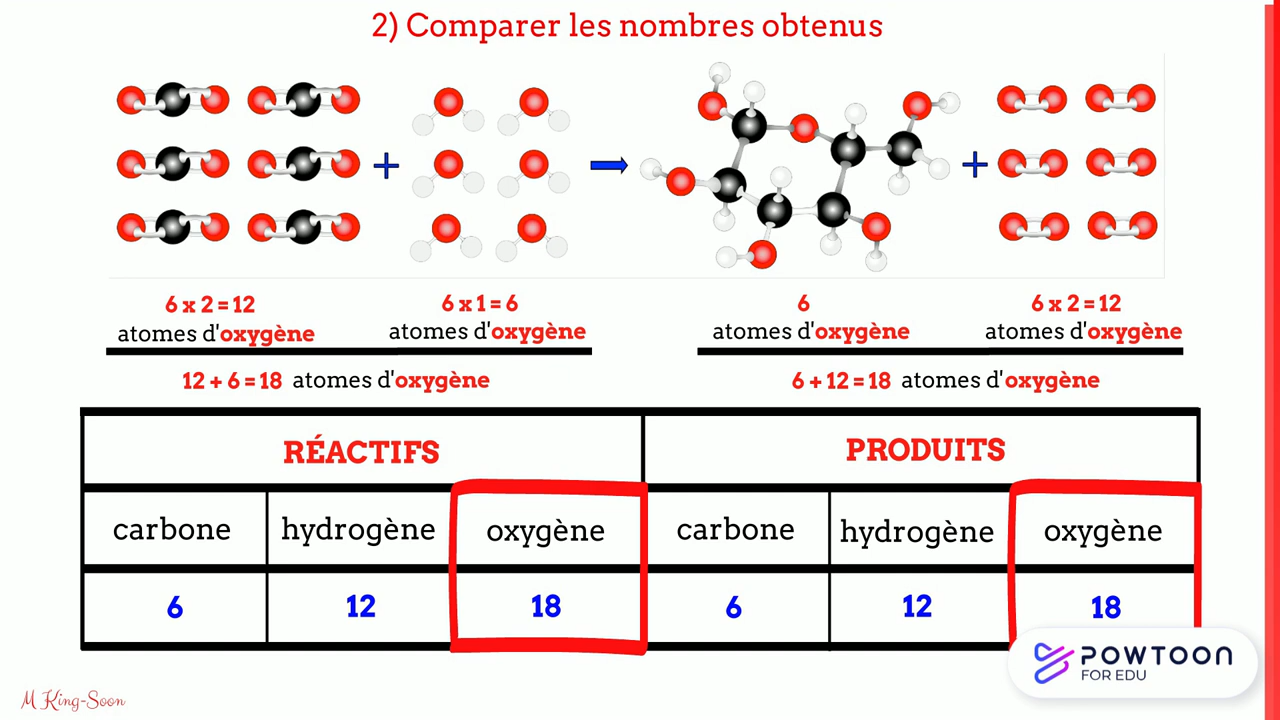 2) Comparer les nombres obtenus
+ + 
6 x 2 = 12 6 x 1 = 6 6 6 x 2 = 12
atomes d'oxygène atomes d'oxygène atomes d'oxygène atomes d'oxygène
12 + 6 = 18 atomes d'oxygène 6 + 12 = 18 atomes d'oxygène
RÉACTIFS PRODUITS
carbone hydrogène oxygène carbone hydrogène oxygène
6 12 18 6 12 18
POWTOON
FOR EDU
M King-Soon